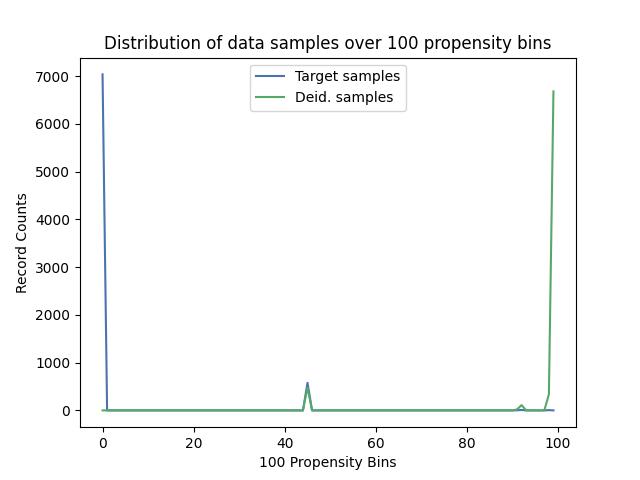 Distribution of data samples over 100 propensity bins
Target samples
Deid. samples
7000
6000
5000
4000
3000
2000
1000
0
Record Counts
0 20 40 60 80 100
100 Propensity Bins